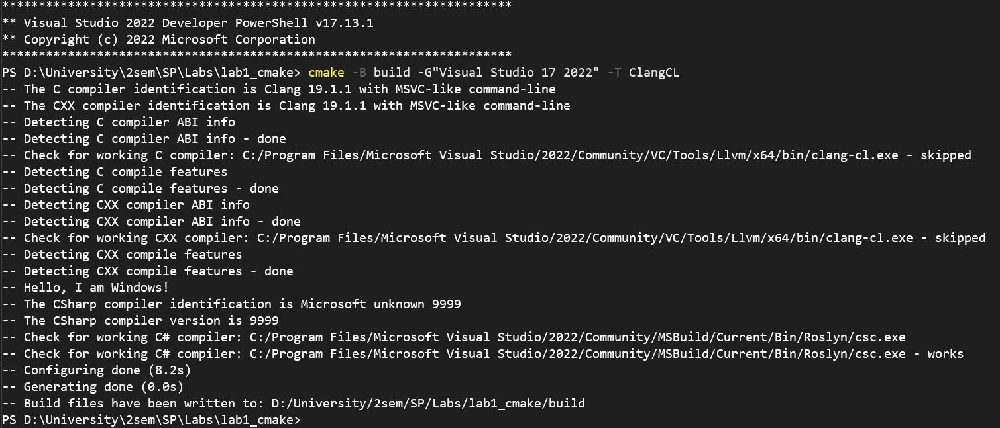 **********************************************************************
** Visual Studio 2022 Developer PowerShell v17.13.1
** Copyright (c) 2022 Microsoft Corporation
**********************************************************************
PS D:\University\2sem\SP\Labs\lab1_cmake> cmake -B build -G"Visual Studio 17 2022" -T ClangCL
-- The C compiler identification is Clang 19.1.1 with MSVC-like command-line
-- The CXX compiler identification is Clang 19.1.1 with MSVC-like command-line
-- Detecting C compiler ABI info
-- Detecting C compiler ABI info - done
-- Check for working C compiler: C:/Program Files/Microsoft Visual Studio/2022/Community/VC/Tools/Llvm/x64/bin/clang-cl.exe - skipped
-- Detecting C compile features
-- Detecting C compile features - done
-- Detecting CXX compiler ABI info
-- Detecting CXX compiler ABI info - done
-- Check for working CXX compiler: C:/Program Files/Microsoft Visual Studio/2022/Community/VC/Tools/Llvm/x64/bin/clang-cl.exe - skipped
-- Detecting CXX compile features
-- Detecting CXX compile features - done
-- Hello, I am Windows!
-- The CSharp compiler identification is Microsoft unknown 9999
-- The CSharp compiler version is 9999
-- Check for working C# compiler: C:/Program Files/Microsoft Visual Studio/2022/Community/MSBuild/Current/Bin/Roslyn/csc.exe
-- Check for working C# compiler: C:/Program Files/Microsoft Visual Studio/2022/Community/MSBuild/Current/Bin/Roslyn/csc.exe - works
-- Configuring done (8.2s)
-- Generating done (0.0s)
-- Build files have been written to: D:/University/2sem/SP/Labs/lab1_cmake/build
PS D:\University\2sem\SP\Labs\lab1_cmake>